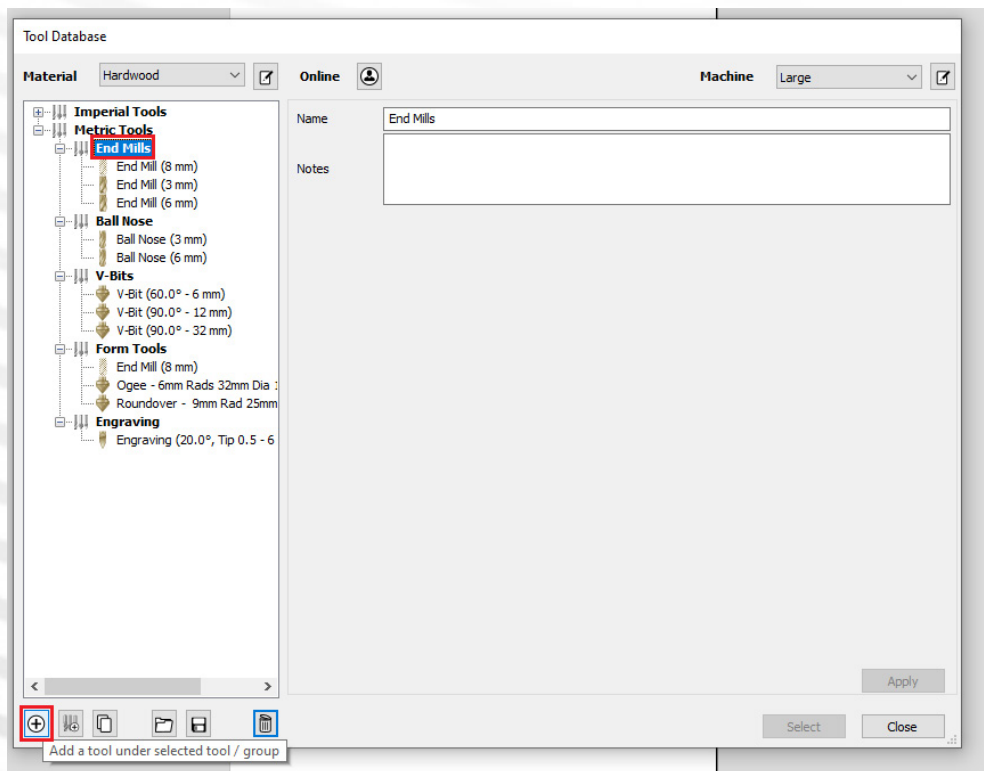 Tool Database
Material Hardwood Online Machine Large
Imperial Tools
Metric Tools
End Mills
End Mill (8 mm)
End Mill (3 mm)
End Mill (6 mm)
Ball Nose
Ball Nose (3 mm)
Ball Nose (6 mm)
V-Bits
V-Bit (60.0° - 6 mm)
V-Bit (90.0° - 12 mm)
V-Bit (90.0° - 32 mm)
Form Tools
End Mill (8 mm)
Ogee - 6mm Rads 32mm Dia 1
Roundover - 9mm Rad 25mm
Engraving
Engraving (20.0°, Tip 0.5 - 6
Name End Mills
Notes
Apply
Select Close
Add a tool under selected tool / group